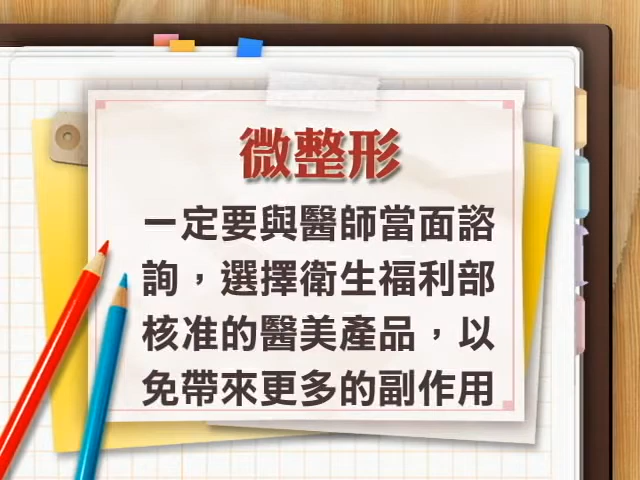 微整形
一定要與醫師當面諮
詢，選擇衛生福利部
核准的醫美產品，以
免帶來更多的副作用